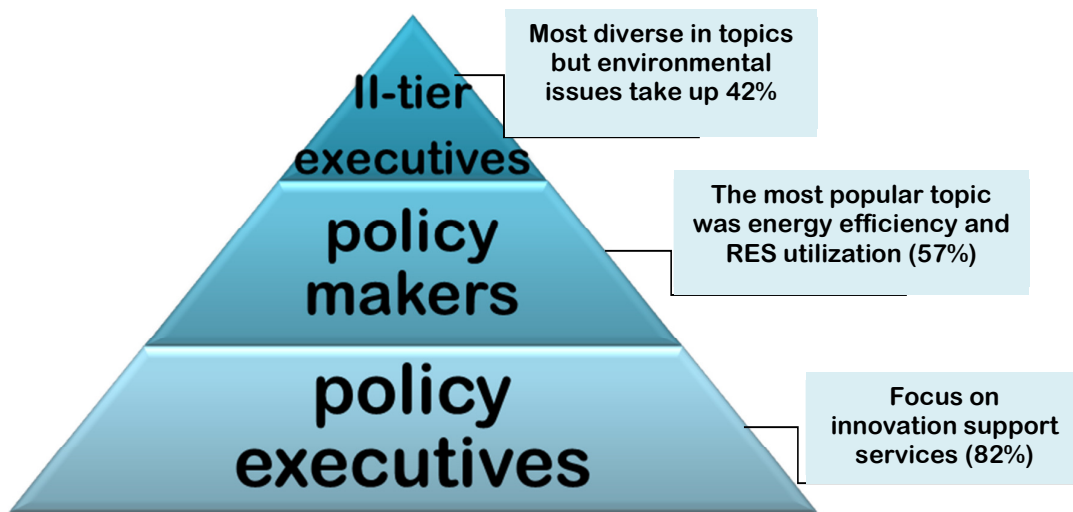 II-tier
executives
Most diverse in topics
but environmental
issues take up 42%
policy
makers
The most popular topic
was energy efficiency and
RES utilization (57%)
policy
executives
Focus on
innovation support
services (82%)